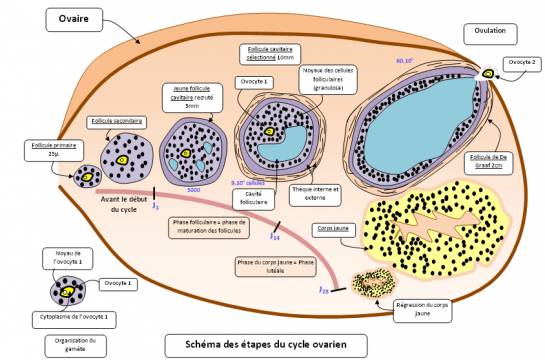 Ovaire
Ovulation
Follicule cavitaire
sélectionné 10mm
60.10⁶
Ovocyte 1
Noyaux des cellules
folliculaires
(granulosa)
Ovocyte 2
Jeune follicule
cavitaire recruté
5mm
Follicule secondaire
Follicule primaire
25µ
Follicule de De
Graaf 2cm
5000
9.10⁶ cellules
Thèque interne et
externe
Cavité
folliculaire
Avant le début
du cycle
J1
Phase folliculaire = phase de
maturation des follicules
J14
Corps jaune
Noyau de
l'ovocyte 1
Ovocyte 1
Phase du corps jaune = Phase
lutéale
J28
Cytoplasme de l'ovocyte 1
Régression du corps
jaune
Organisation du
gamète
Schéma des étapes du cycle ovarien